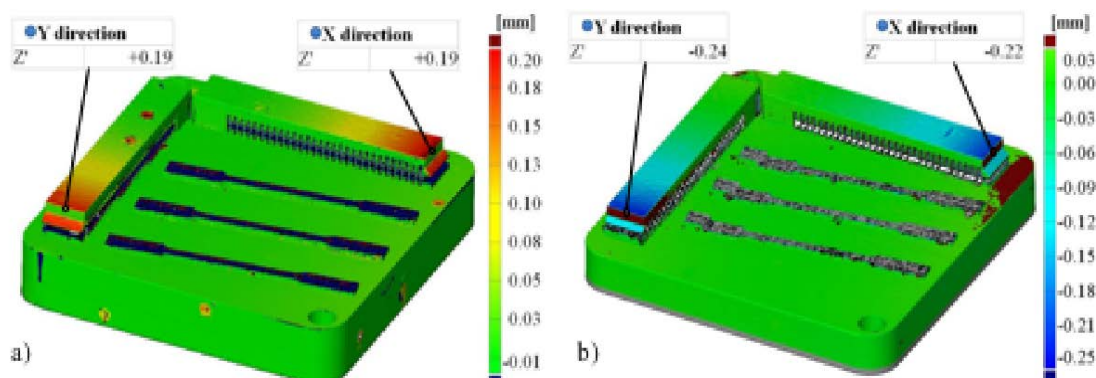 Y direction
Z' +0.19
X direction
Z' +0.19
[mm]
0.20
0.18
0.15
0.13
0.10
0.08
0.05
0.03
-0.01
a)
Y direction
Z' -0.24
X direction
Z' -0.22
[mm]
0.03
0.00
-0.03
-0.06
-0.09
-0.12
-0.15
-0.18
-0.21
-0.25
b)